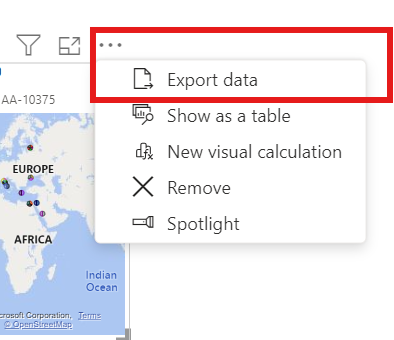 Export data
AA-10375
Show as a table
New visual calculation
EUROPE
Remove
Spotlight
AFRICA
Indian
Ocean
crosoft Corporation, Terms
© OpenStreetMap